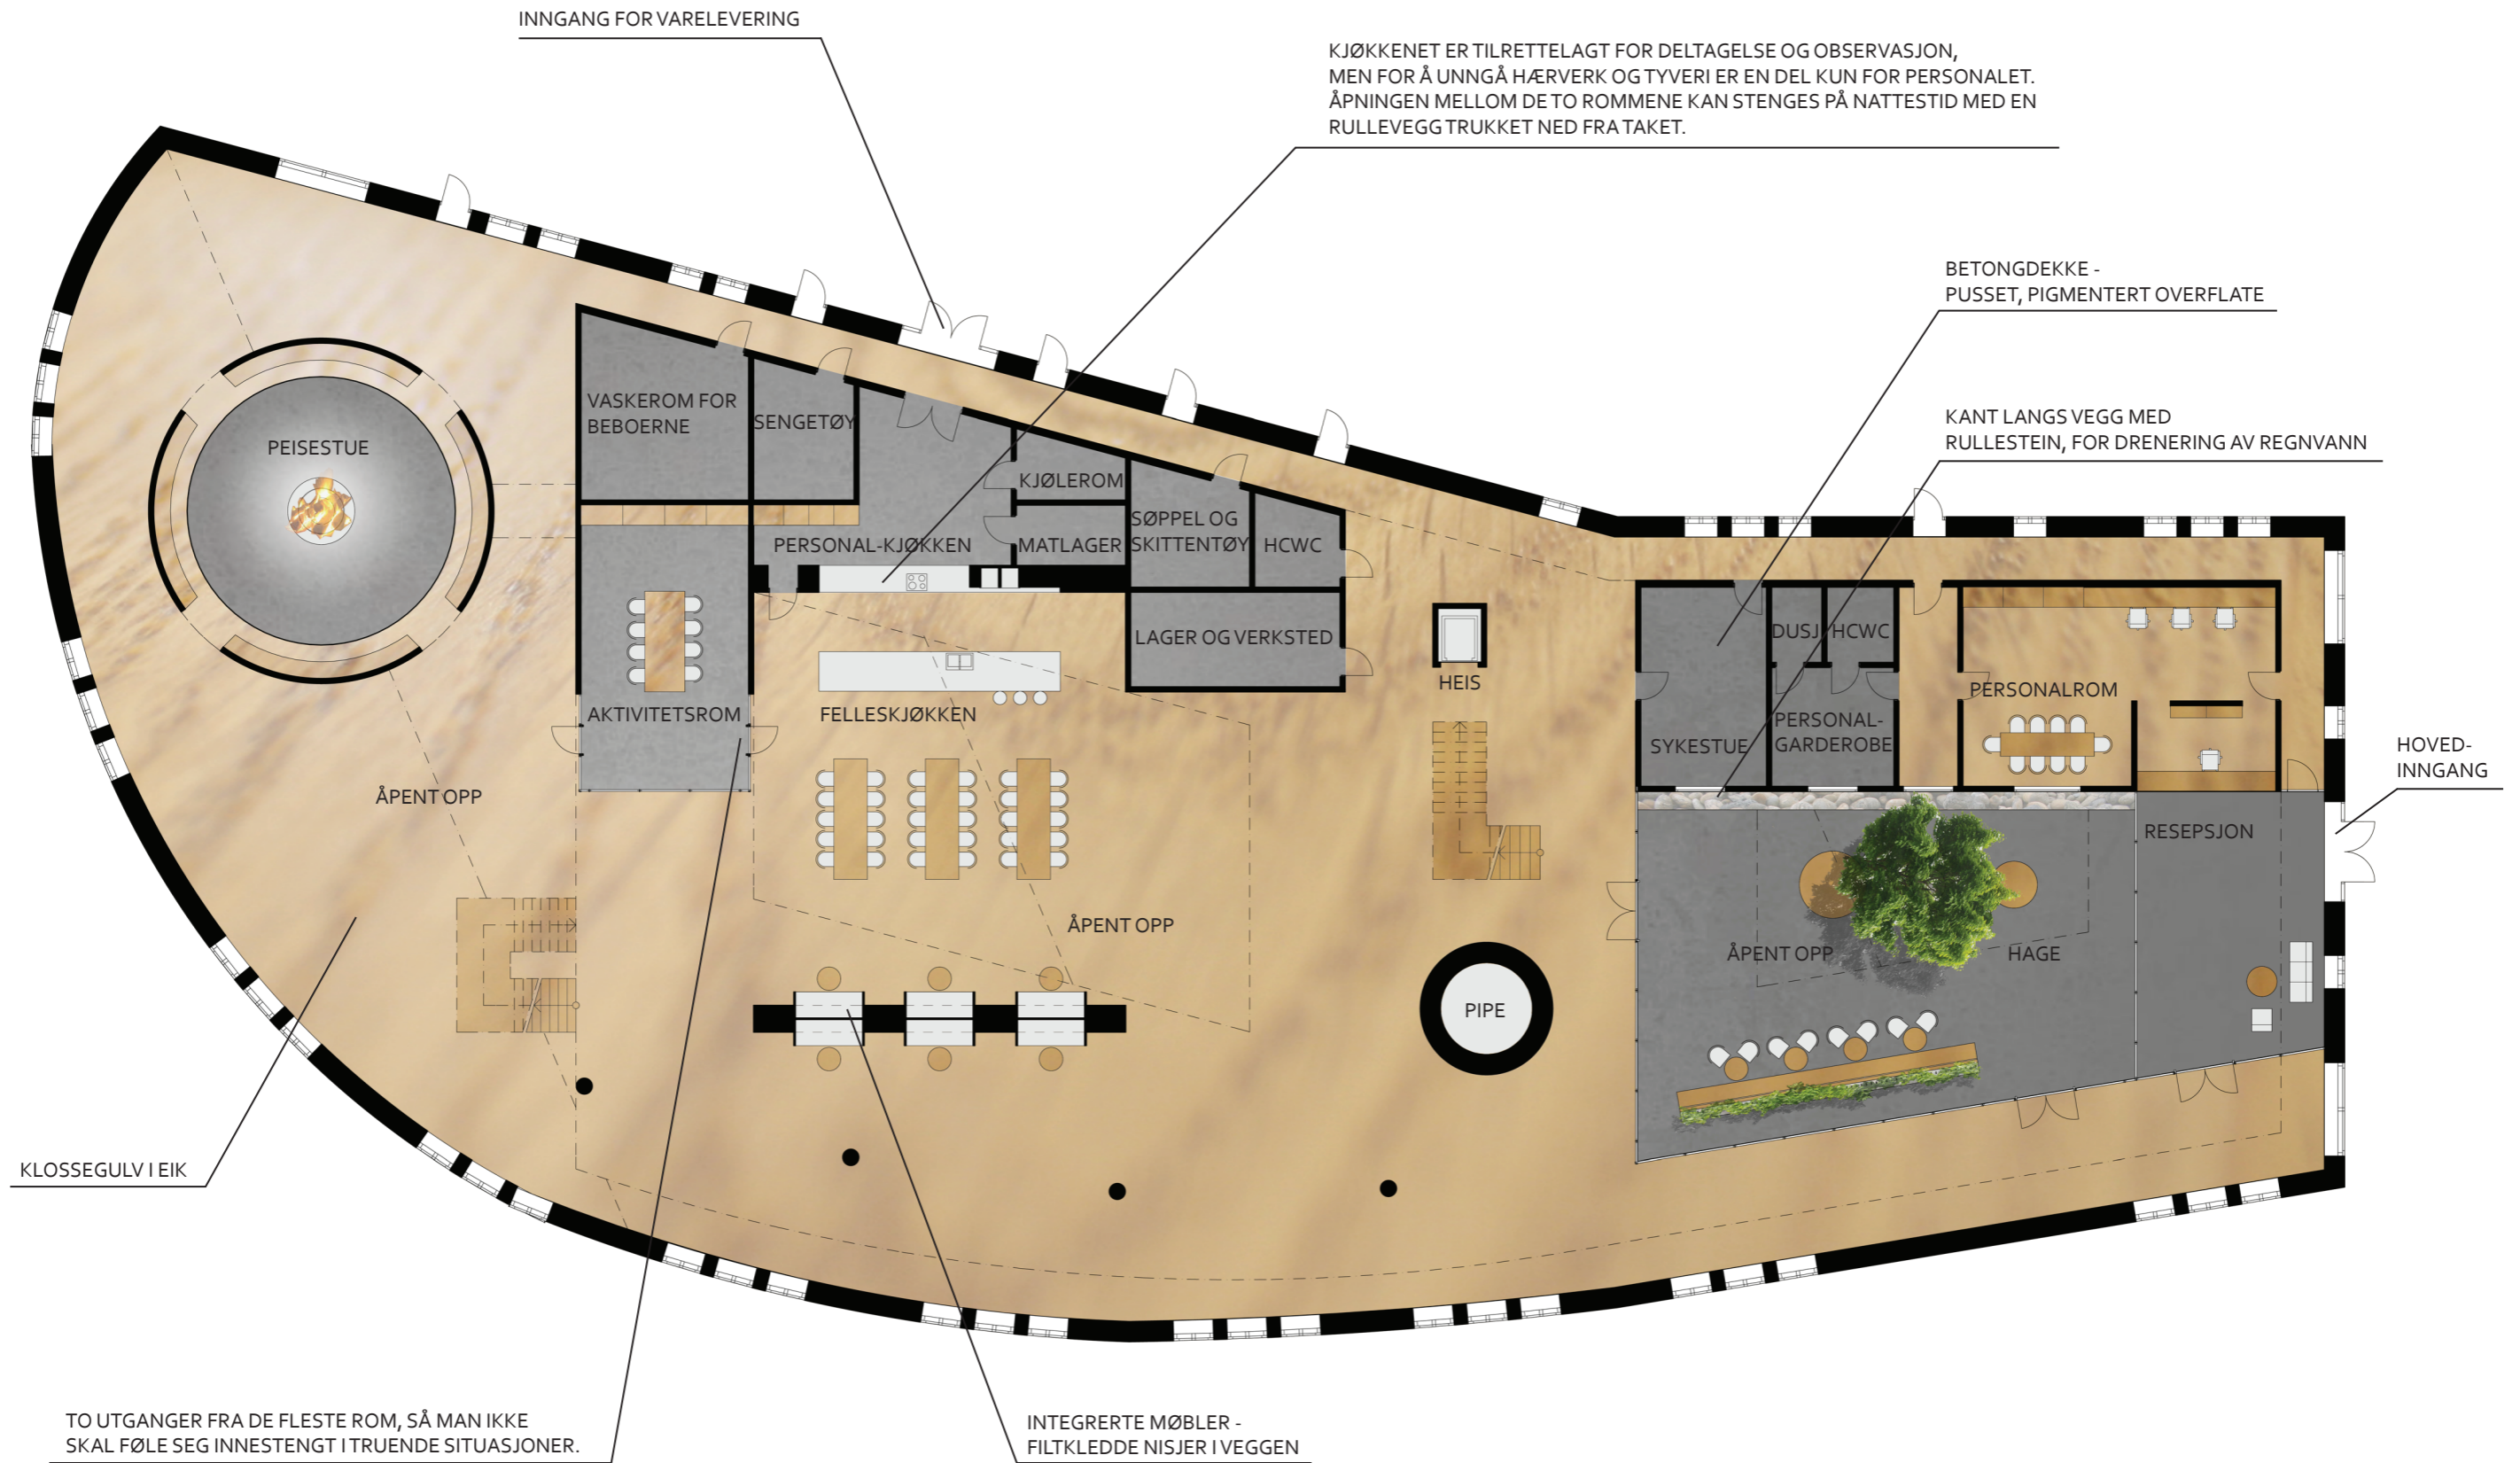 INNGANG FOR VARELEVERING
KJØKKENET ER TILRETTELAGT FOR DELTAGELSE OG OBSERVASJON,
MEN FOR Å UNNGÅ HÆRVERK OG TYVERI ER EN DEL KUN FOR PERSONALET.
ÅPNINGEN MELLOM DE TO ROMMENE KAN STENGES PÅ NATTESTID MED EN
RULLEVEGG TRUKKET NED FRA TAKET.
BETONGDEKKE -
PUSSET, PIGMENTERT OVERFLATE
KANT LANGS VEGG MED
RULLESTEIN, FOR DRENERING AV REGNVANN
VASKEROM FOR
BEBOERNE
SENGETØY
PEISESTUE
KJØLEROM
SØPPEL OG
SKITTENTØY
PERSONAL-KJØKKEN
MATLAGER
HCWC
LAGER OG VERKSTED
DUSJ
HCWC
HEIS
PERSONALROM
AKTIVITETSROM
FELLESKJØKKEN
PERSONAL-
GARDEROBE
SYKESTUE
HOVED-
INNGANG
ÅPENT OPP
RESEPSJON
ÅPENT OPP
ÅPENT OPP
HAGE
PIPE
KLOSSEGULV I EIK
TO UTGANGER FRA DE FLESTE ROM, SÅ MAN IKKE
SKAL FØLE SEG INNESTENGT I TRUENDE SITUASJONER.
INTEGRERTE MØBLER -
FILTKLEDDE NISJER I VEGGEN